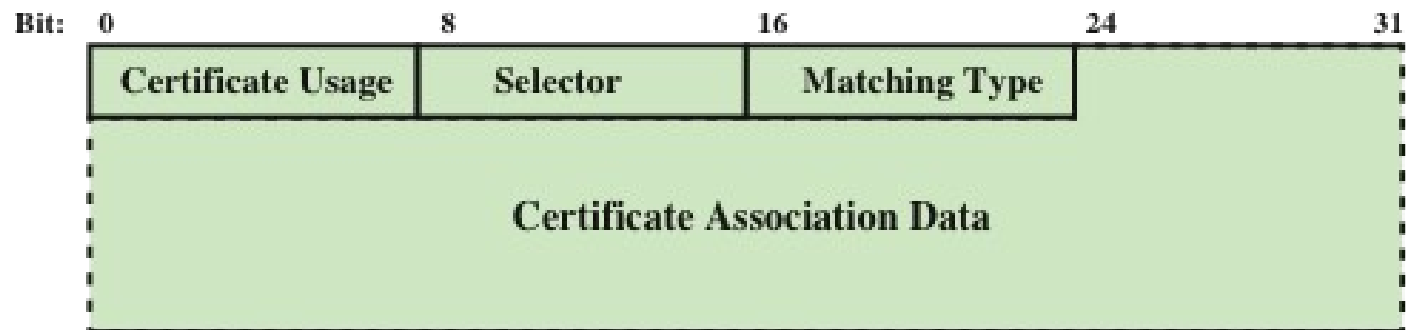 Bit: 0 8 16 24 31
Certificate Usage Selector Matching Type
Certificate Association Data